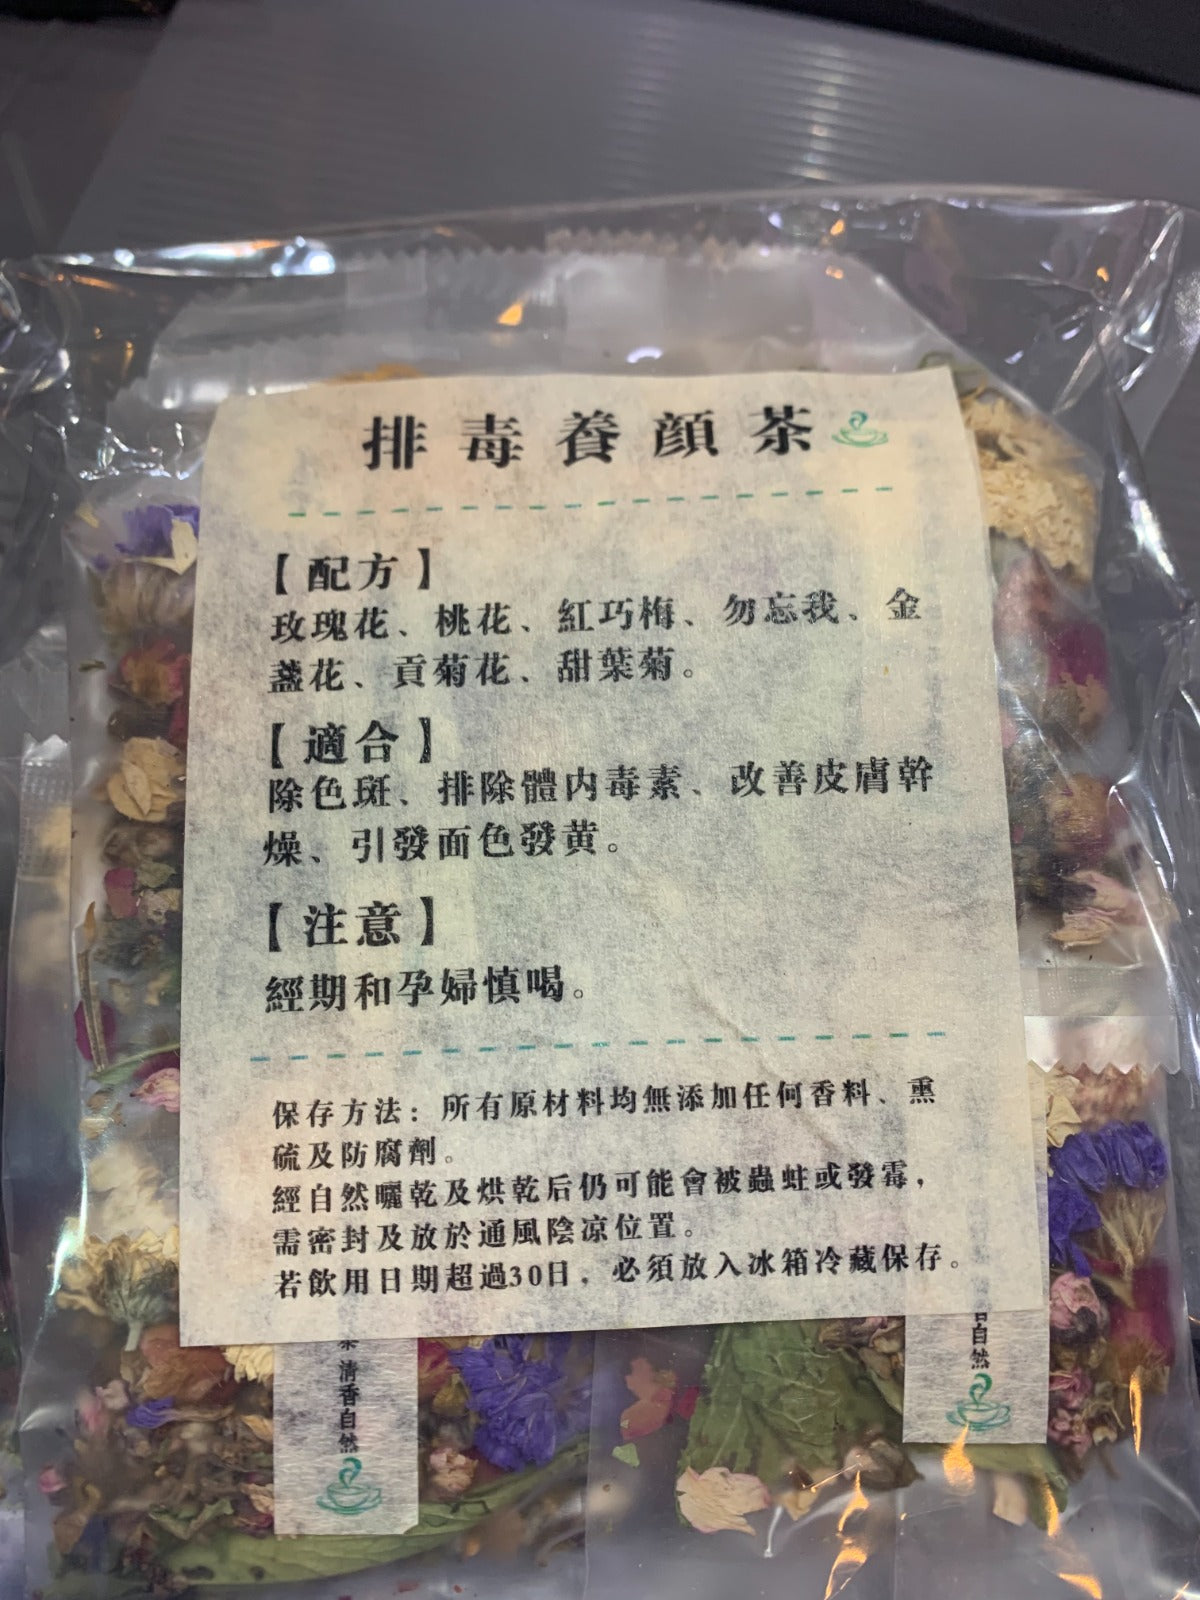 排毒養顔茶
【配方】
玫瑰花、桃花、紅巧梅、勿忘我、金
盞花、貢菊花、甜葉菊。
【適合】
除色斑、排除體内毒素、改善皮膚幹
燥、引發面色發黄。
【注意】
經期和孕婦慎喝。
保存方法：所有原材料均無添加任何香料、熏
硫及防腐劑。
經自然曬乾及烘乾后仍可能會被蟲蛀或發霉，
需密封及放於通風陰凉位置。
若飲用日期超過30日，必須放入冰箱冷藏保存。
清香自然
自然